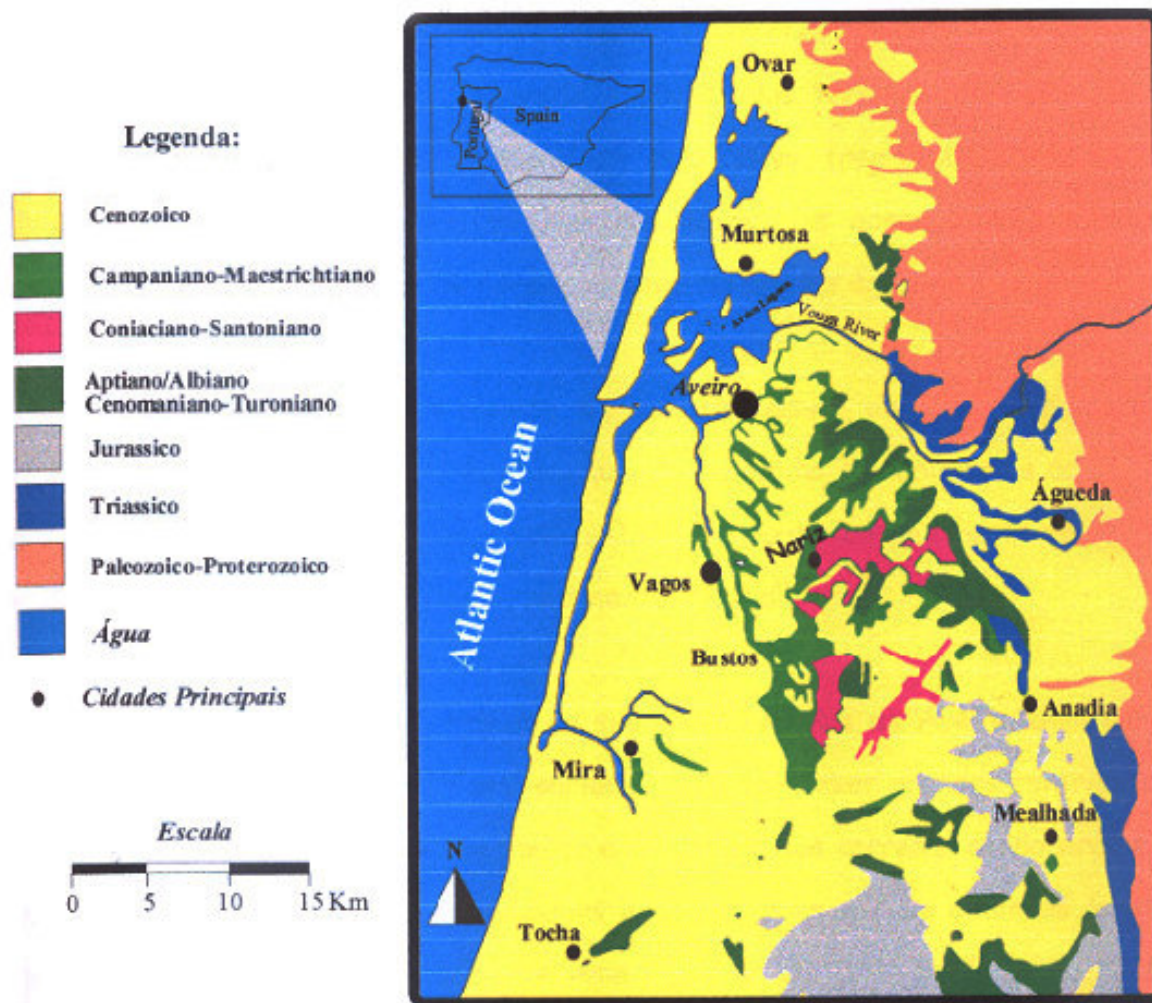 Legenda:
Cenozoico
Campaniano-Maestrichtiano
Coniaciano-Santoniano
Aptiano/Albiano
Cenomaniano-Turoniano
Jurassico
Triassico
Paleozoico-Proterozoico
Água
Cidades Principais
Escala
0 5 10 15 Km
Portugal
Spain
Ovar
Murtosa
Vouga River
Aveiro
Atlantic Ocean
Águeda
Nariz
Vagos
Bustos
Anadia
Mira
Mealhada
N
Tocha